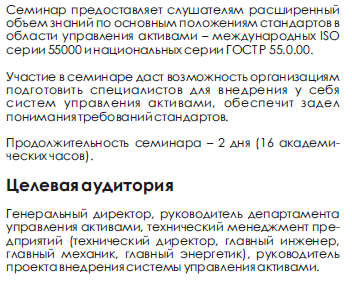 Семинар предоставляет слушателям расширенный
объем знаний по основным положениям стандартов в
области управления активами – международных ISO
серии 55000 и национальных серии ГОСТ Р 55.0.00.
Участие в семинаре даст возможность организациям
подготовить специалистов для внедрения у себя
систем управления активами, обеспечит задел
понимания требований стандартов.
Продолжительность семинара – 2 дня (16 академи-
ческих часов).
Целевая аудитория
Генеральный директор, руководитель департамента
управления активами, технический менеджмент пре-
дприятий (технический директор, главный инженер,
главный механик, главный энергетик), руководитель
проекта внедрения системы управления активами.